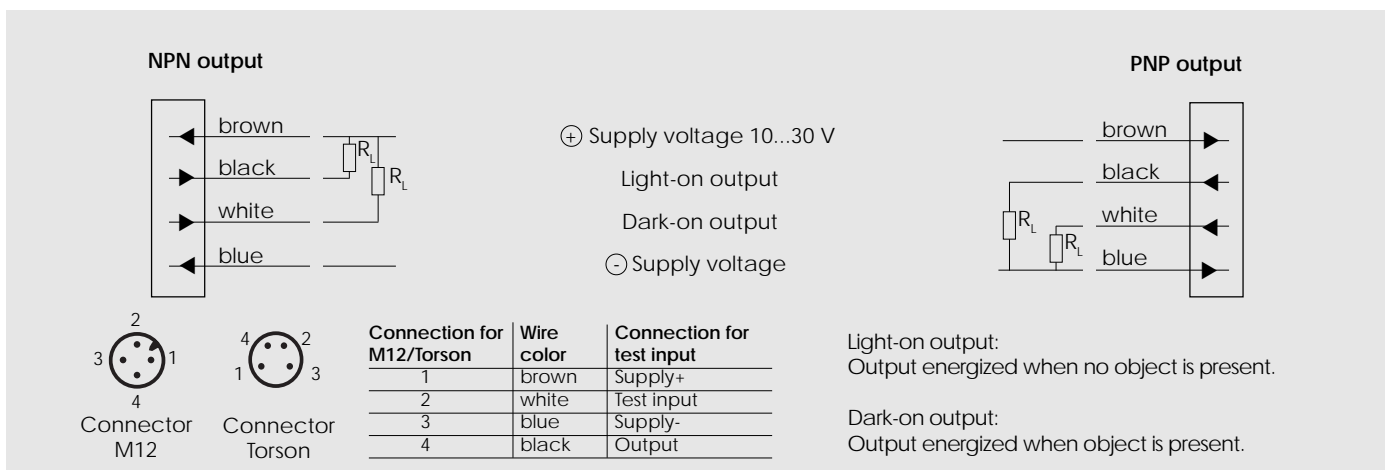 NPN output
PNP output
brown
black
white
blue
R_L
R_L
+ Supply voltage 10...30 V
Light-on output
Dark-on output
- Supply voltage
brown
black
white
blue
R_L
R_L
2
3 1
4
Connector
M12
4 2
1 3
Connector
Torson
Connection for M12/Torson | Wire color | Connection for test input
1 brown Supply+
2 white Test input
3 blue Supply-
4 black Output
Light-on output:
Output energized when no object is present.
Dark-on output:
Output energized when object is present.